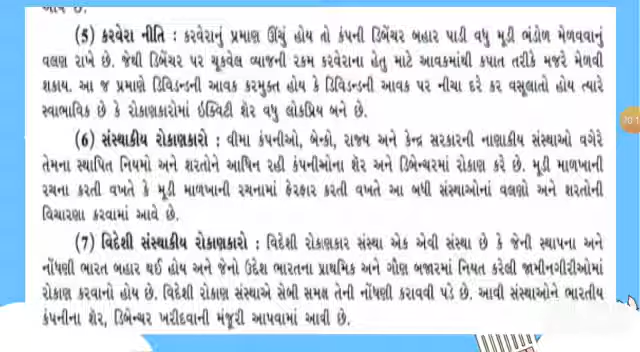 (5) કરવેરા નીતિ : કરવેરાનું પ્રમાણ ઊંચું હોય તો કંપની ડિબેંચર બહાર પાડી વધુ મૂડી ભંડોળ મેળવવાનું
વલણ રાખે છે. જેથી ડિબેંચર પર ચૂકવેલ વ્યાજની રકમ કરવેરાના હેતુ માટે આવકમાંથી કપાત તરીકે મજરે મેળવી
શકાય. આ જ પ્રમાણે ડિવિડન્ડની આવક કરમુક્ત હોય કે ડિવિડન્ડની આવક પર નીચા દરે કર વસૂલાતો હોય ત્યારે
સ્વાભાવિક છે કે રોકાણકારોમાં ઇક્વિટી શૅર વધુ લોકપ્રિય બને છે.
(6) સંસ્થાકીય રોકાણકારો : વીમા કંપનીઓ, બેન્કો, રાજ્ય અને કેન્દ્ર સરકારની નાણાકીય સંસ્થાઓ વગેરે
તેમના સ્થાપિત નિયમો અને શરતોને આધિન રહી કંપનીઓના શૅર અને ડિબેન્ચરમાં રોકાણ કરે છે. મૂડી માળખાની
રચના કરતી વખતે કે મૂડી માળખાની રચનામાં ફેરફાર કરતી વખતે આ બધી સંસ્થાઓનાં વલણો અને શરતોની
વિચારણા કરવામાં આવે છે.
(7) વિદેશી સંસ્થાકીય રોકાણકારો : વિદેશી રોકાણકાર સંસ્થા એક એવી સંસ્થા છે કે જેની સ્થાપના અને
નોંધણી ભારત બહાર થઈ હોય અને જેનો ઉદેશ ભારતના પ્રાથમિક અને ગૌણ બજારમાં નિયત કરેલી જામીનગીરીઓમાં
રોકાણ કરવાનો હોય છે. વિદેશી રોકાણ સંસ્થાએ સેબી સમક્ષ તેની નોંધણી કરાવવી પડે છે. આવી સંસ્થાઓને ભારતીય
કંપનીના શૅર, ડિબેન્ચર ખરીદવાની મંજૂરી આપવામાં આવી છે.